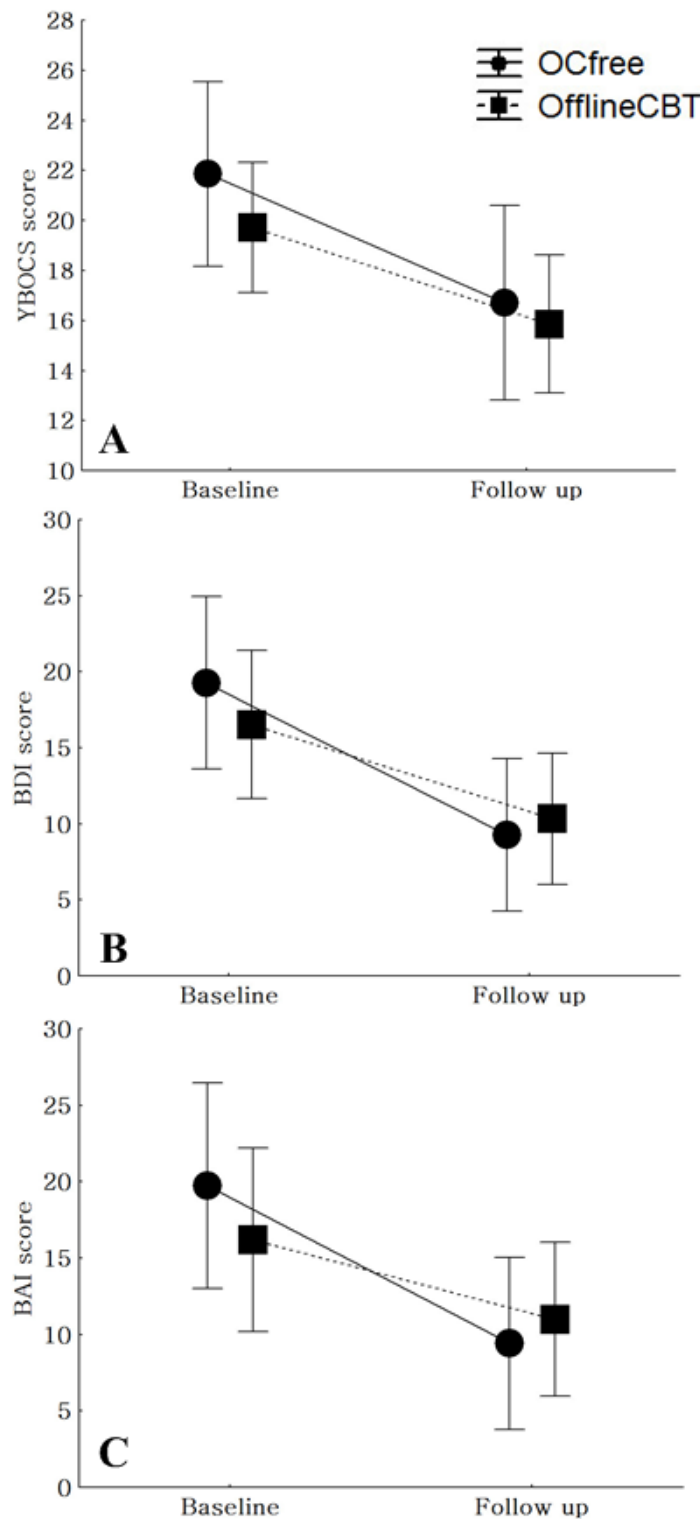 28
26
24
22
20
18
16
14
12
10
YBOCS score
OCfree
OfflineCBT
A
Baseline Follow up
30
25
20
15
10
5
0
BDI score
B
Baseline Follow up
30
25
20
15
10
5
0
BAI score
C
Baseline Follow up